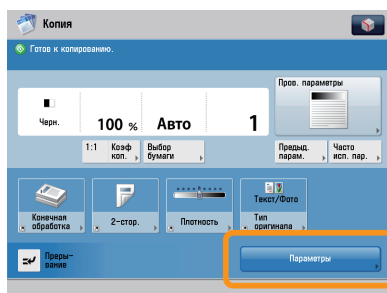 Копия
Готов к копированию.
Пров. параметры
Черн.
100 %
Авто
1
1:1
Коэф
коп.
Выбор
бумаги
Предыд.
парам.
Часто
исп. пар.
Конечная
обработка
2-стор.
Плотность
Текст/Фото
Тип
оригинала
Преры-
вание
Параметры